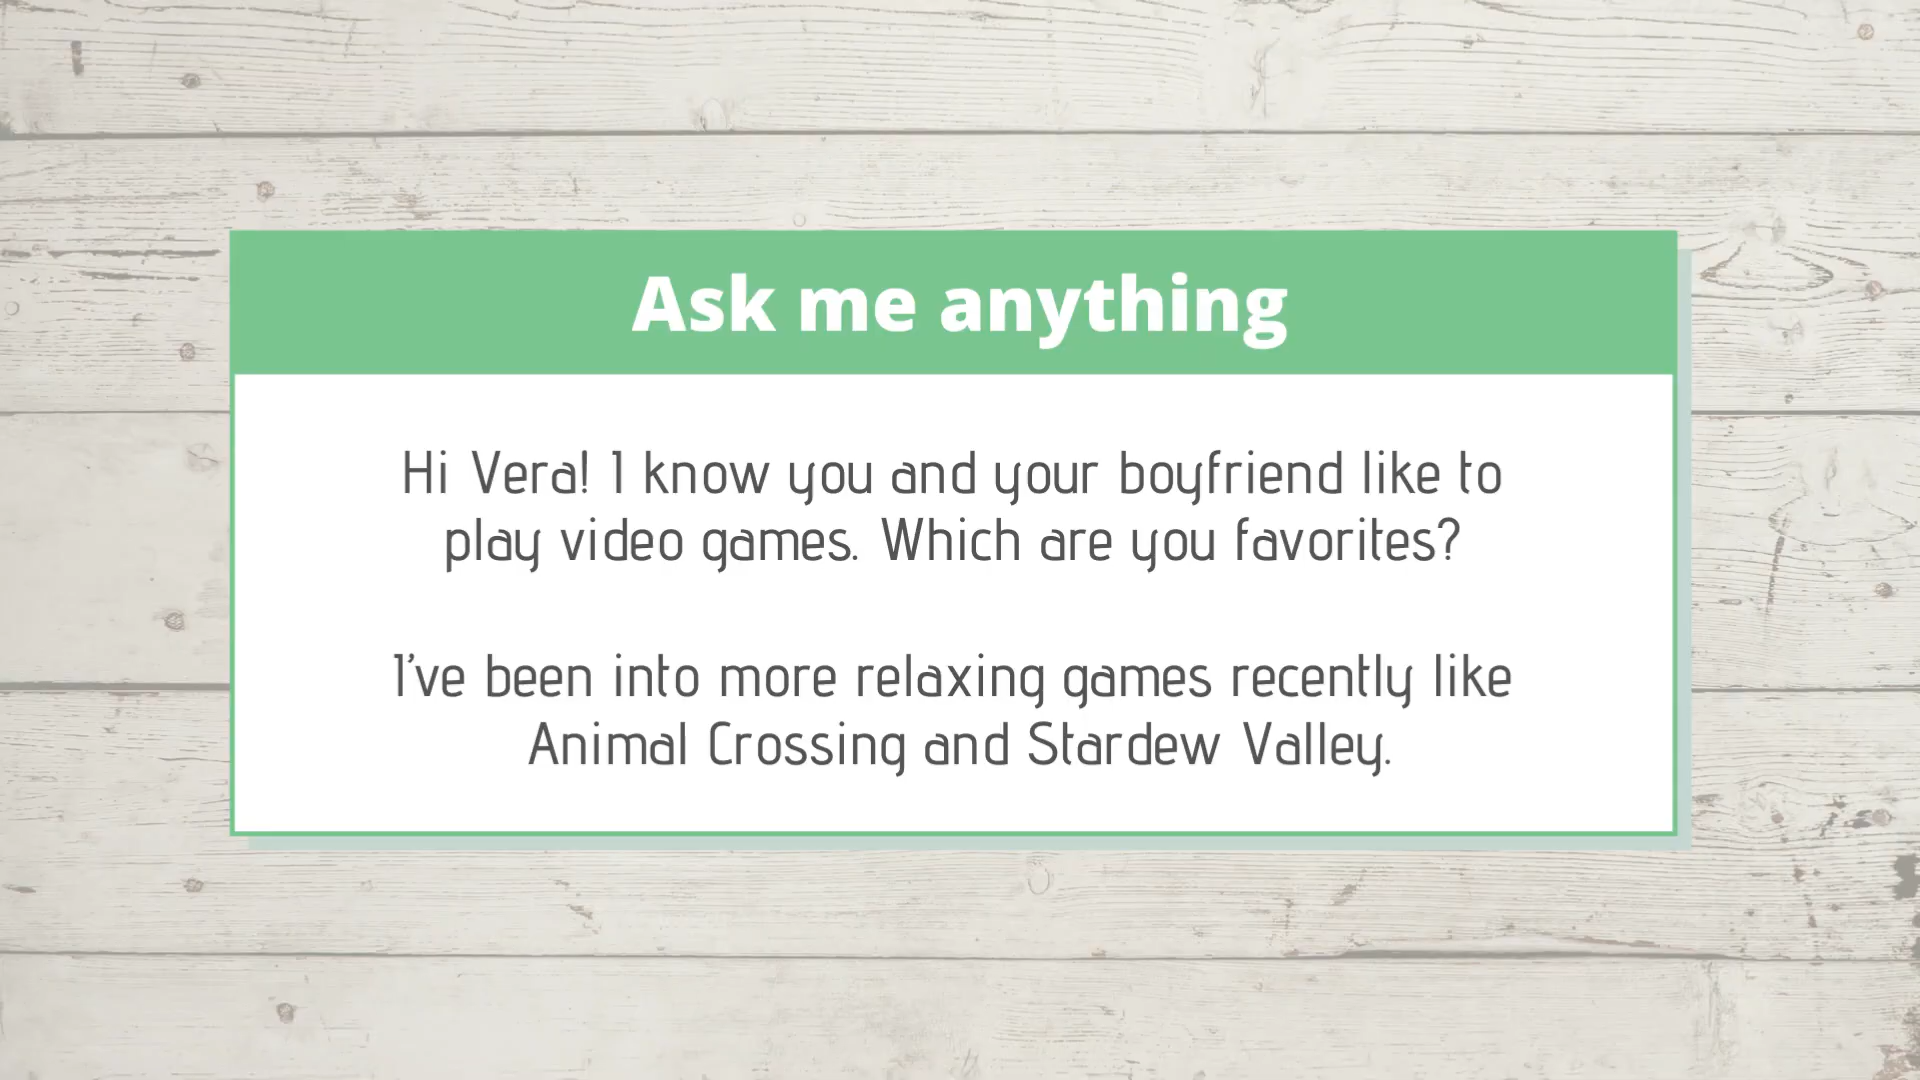 Ask me anything
Hi Vera! I know you and your boyfriend like to
play video games. Which are you favorites?
I've been into more relaxing games recently like
Animal Crossing and Stardew Valley.